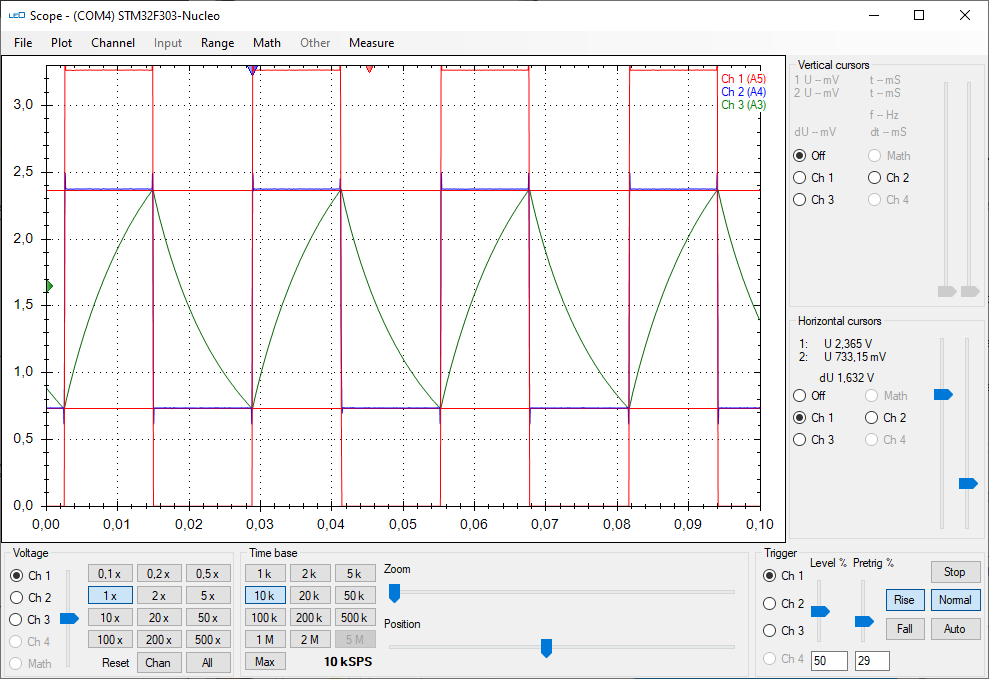 LEO Scope - (COM4) STM32F303-Nucleo
File Plot Channel Input Range Math Other Measure
Ch 1 (A5)
Ch 2 (A4)
Ch 3 (A3)
3,0
2,5
2,0
1,5
1,0
0,5
0,0
0,00 0,01 0,02 0,03 0,04 0,05 0,06 0,07 0,08 0,09 0,10
Vertical cursors
1 U -- mV t -- mS
2 U -- mV t -- mS
f -- Hz
dU -- mV dt -- mS
Off Math
Ch 1 Ch 2
Ch 3 Ch 4
Horizontal cursors
1: U 2,365 V
2: U 733,15 mV
dU 1,632 V
Off Math
Ch 1 Ch 2
Ch 3 Ch 4
Voltage
Ch 1
Ch 2
Ch 3
Ch 4
Math
0,1 x 0,2 x 0,5 x
1 x 2 x 5 x
10 x 20 x 50 x
100 x 200 x 500 x
Reset Chan All
Time base
1 k 2 k 5 k
10 k 20 k 50 k
100 k 200 k 500 k
1 M 2 M 5 M
Max 10 kSPS
Zoom
Position
Trigger
Ch 1
Ch 2
Ch 3
Ch 4
Level % Pretrig %
50 29
Stop
Rise Normal
Fall Auto